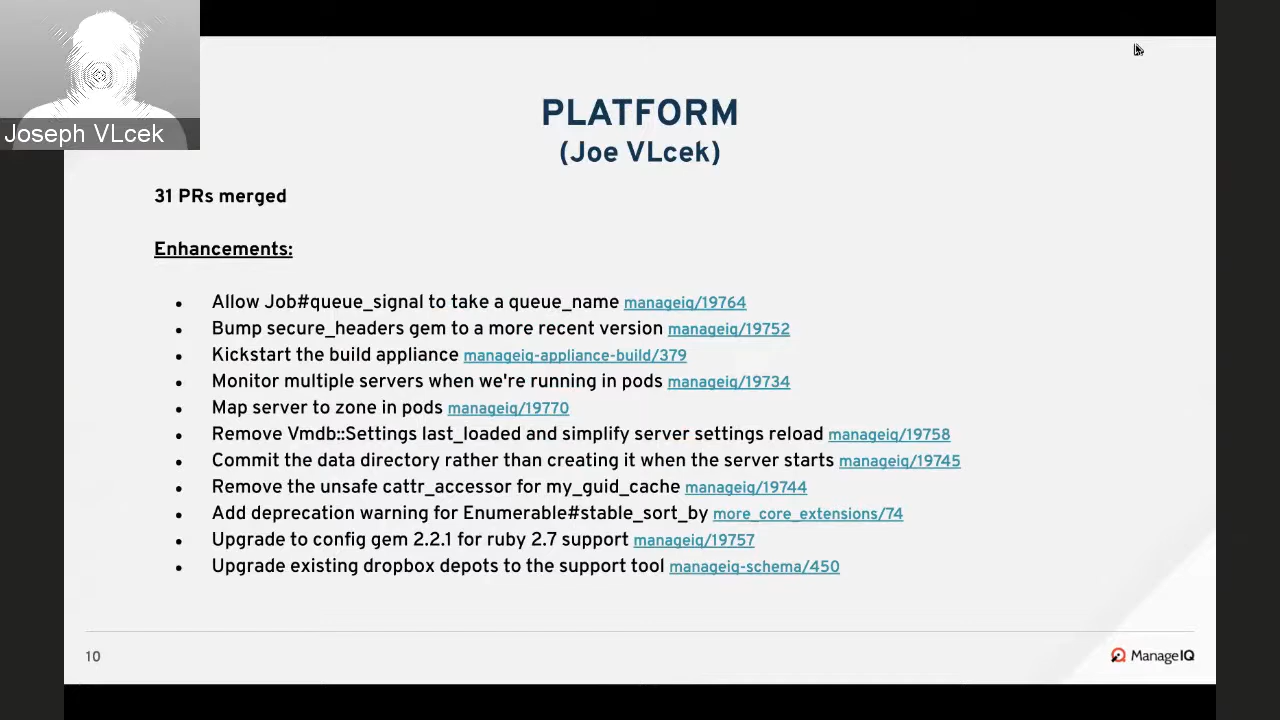 Joseph VLcek
PLATFORM
(Joe VLcek)
31 PRs merged
Enhancements:
● Allow Job#queue_signal to take a queue_name manageiq/19764
● Bump secure_headers gem to a more recent version manageiq/19752
● Kickstart the build appliance manageiq-appliance-build/379
● Monitor multiple servers when we're running in pods manageiq/19734
● Map server to zone in pods manageiq/19770
● Remove Vmdb::Settings last_loaded and simplify server settings reload manageiq/19758
● Commit the data directory rather than creating it when the server starts manageiq/19745
● Remove the unsafe cattr_accessor for my_guid_cache manageiq/19744
● Add deprecation warning for Enumerable#stable_sort_by more_core_extensions/74
● Upgrade to config gem 2.2.1 for ruby 2.7 support manageiq/19757
● Upgrade existing dropbox depots to the support tool manageiq-schema/450
10
ManageIQ